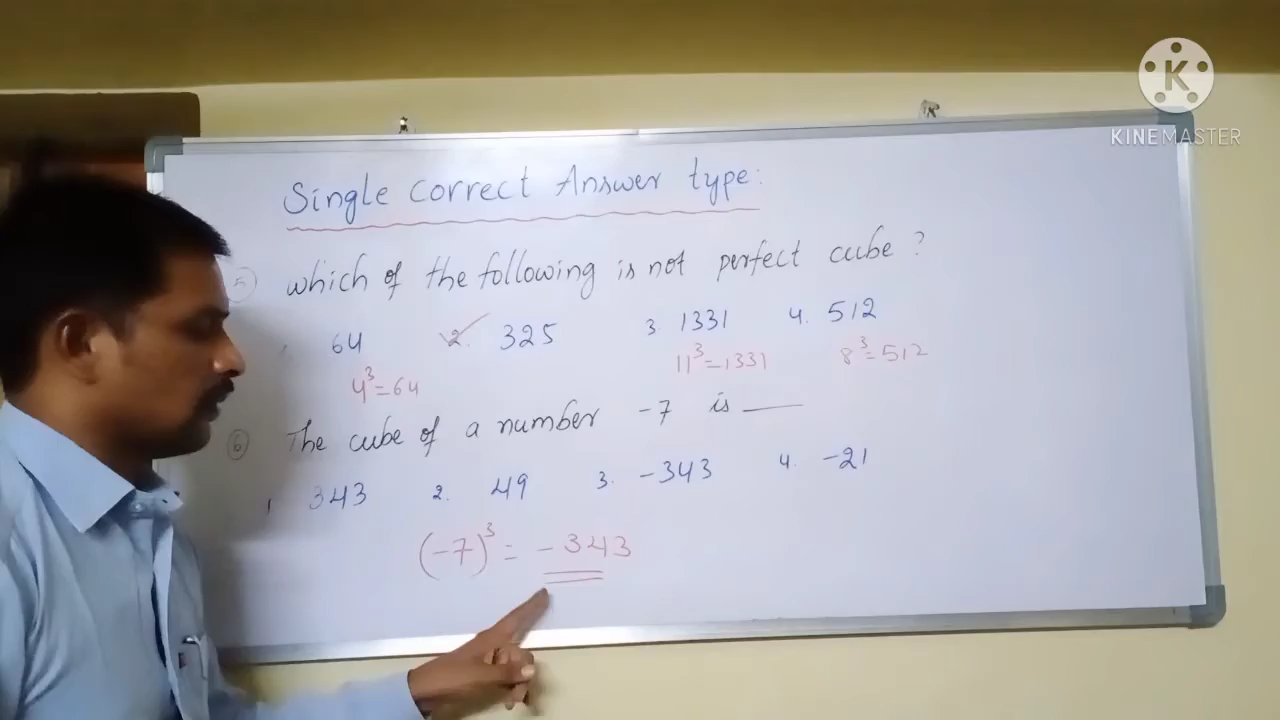 KINEMASTER
Single correct Answer type:
5) which of the following is not perfect cube?
64 2. 325 3. 1331 4. 512
4³=64 11³=1331 8³=512
6 The cube of a number -7 is ___
1 343 2. 49 3. -343 4. -21
(-7)³ = -343